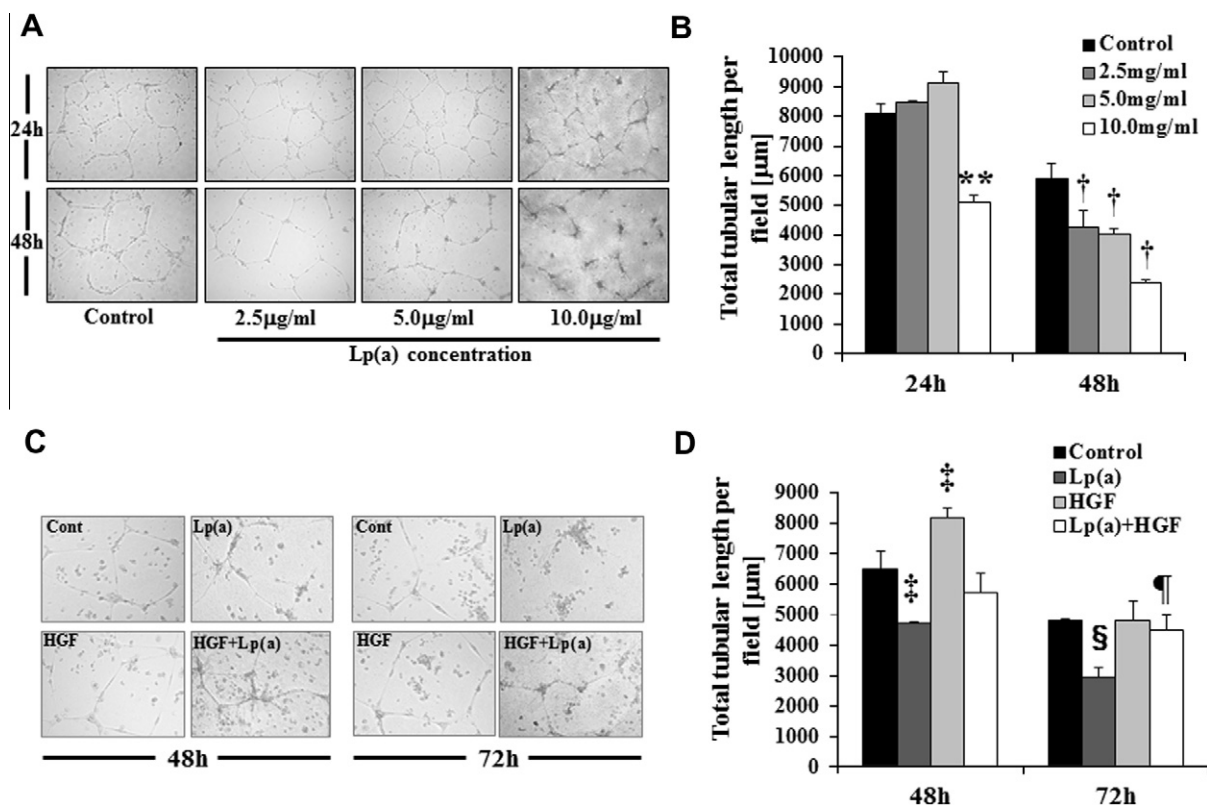 A
24h
48h
Control
2.5µg/ml
5.0µg/ml
10.0µg/ml
Lp(a) concentration
B
Total tubular length per
field [µm]
10000
9000
8000
7000
6000
5000
4000
3000
2000
1000
0
Control
2.5mg/ml
5.0mg/ml
10.0mg/ml
**
†
†
†
24h
48h
C
Cont
Lp(a)
Cont
Lp(a)
HGF
HGF+Lp(a)
HGF
HGF+Lp(a)
48h
72h
D
Total tubular length per
field [µm]
9000
8000
7000
6000
5000
4000
3000
2000
1000
0
Control
Lp(a)
HGF
Lp(a)+HGF
‡
‡
§
¶
48h
72h